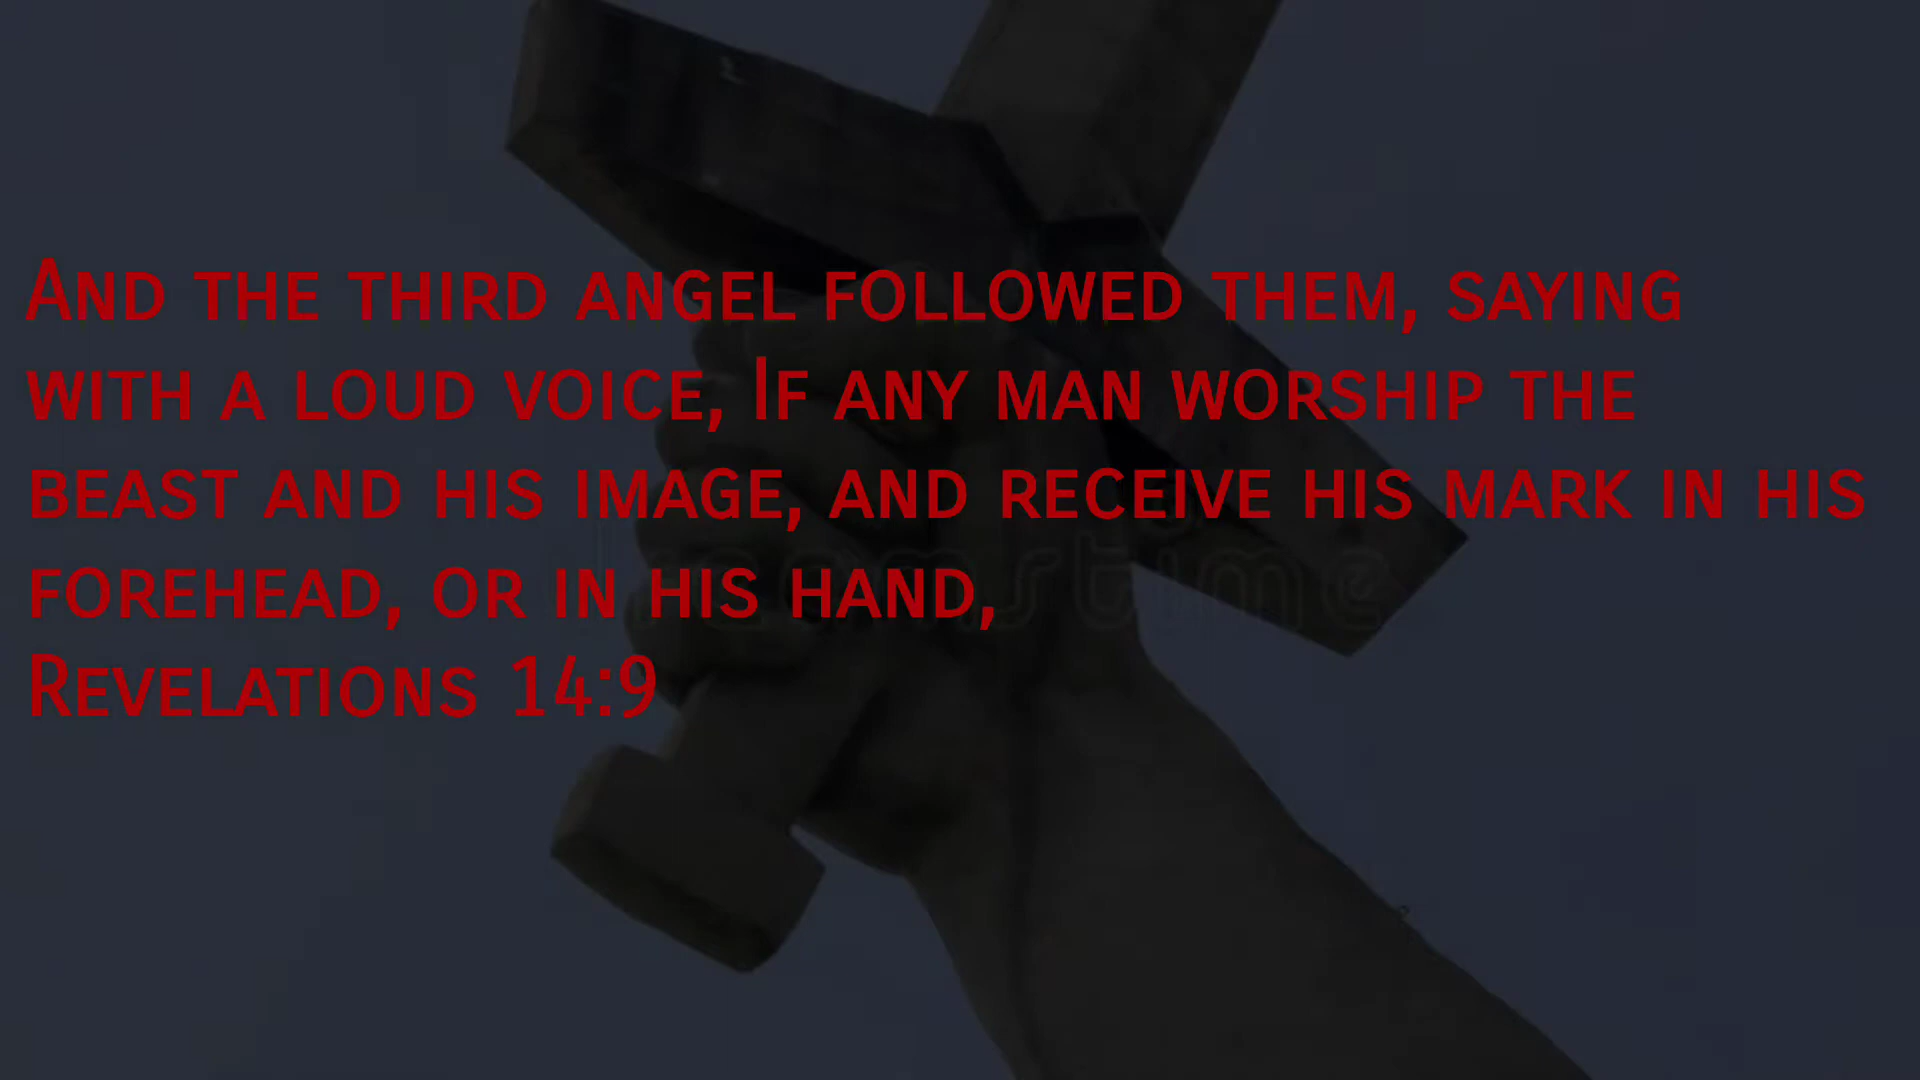 And the third angel followed them, saying
with a loud voice, If any man worship the
beast and his image, and receive his mark in his
forehead, or in his hand,
Revelations 14:9
dreamstime